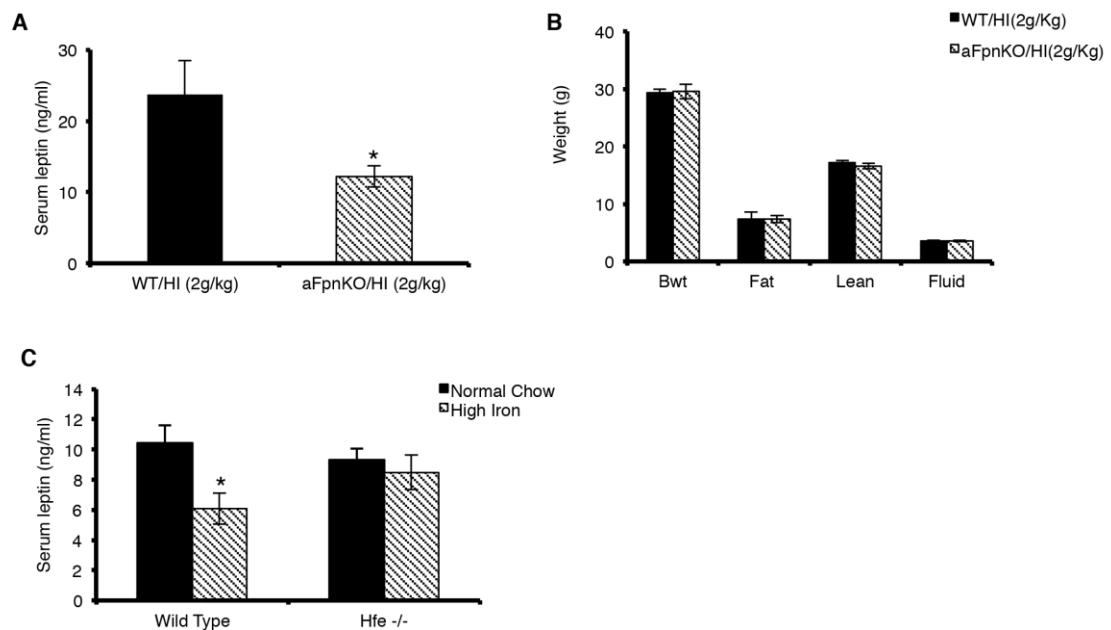 A
Serum leptin (ng/ml)
30
20
10
0
*
WT/HI (2g/kg)
aFpnKO/HI (2g/kg)
B
WT/HI(2g/Kg)
aFpnKO/HI(2g/Kg)
Weight (g)
40
30
20
10
0
Bwt
Fat
Lean
Fluid
C
Normal Chow
High Iron
Serum leptin (ng/ml)
14
12
10
8
6
4
2
0
*
Wild Type
Hfe -/-